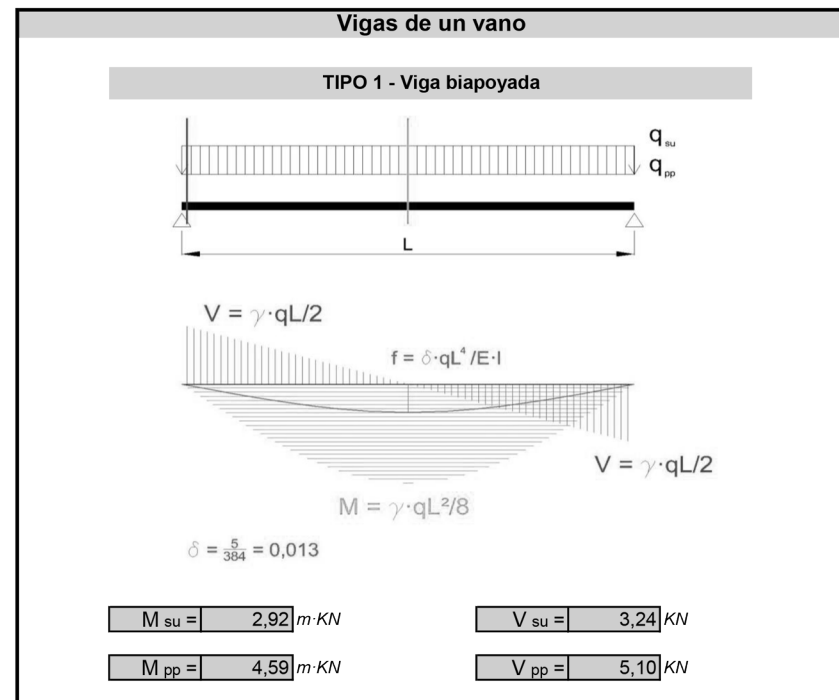 Vigas de un vano
TIPO 1 - Viga biapoyada
q su
q pp
L
V = γ·qL/2
f = δ·qL⁴/E·I
V = γ·qL/2
M = γ·qL²/8
δ = 5/384 = 0,013
M su = 2,92 m·KN V su = 3,24 KN
M pp = 4,59 m·KN V pp = 5,10 KN